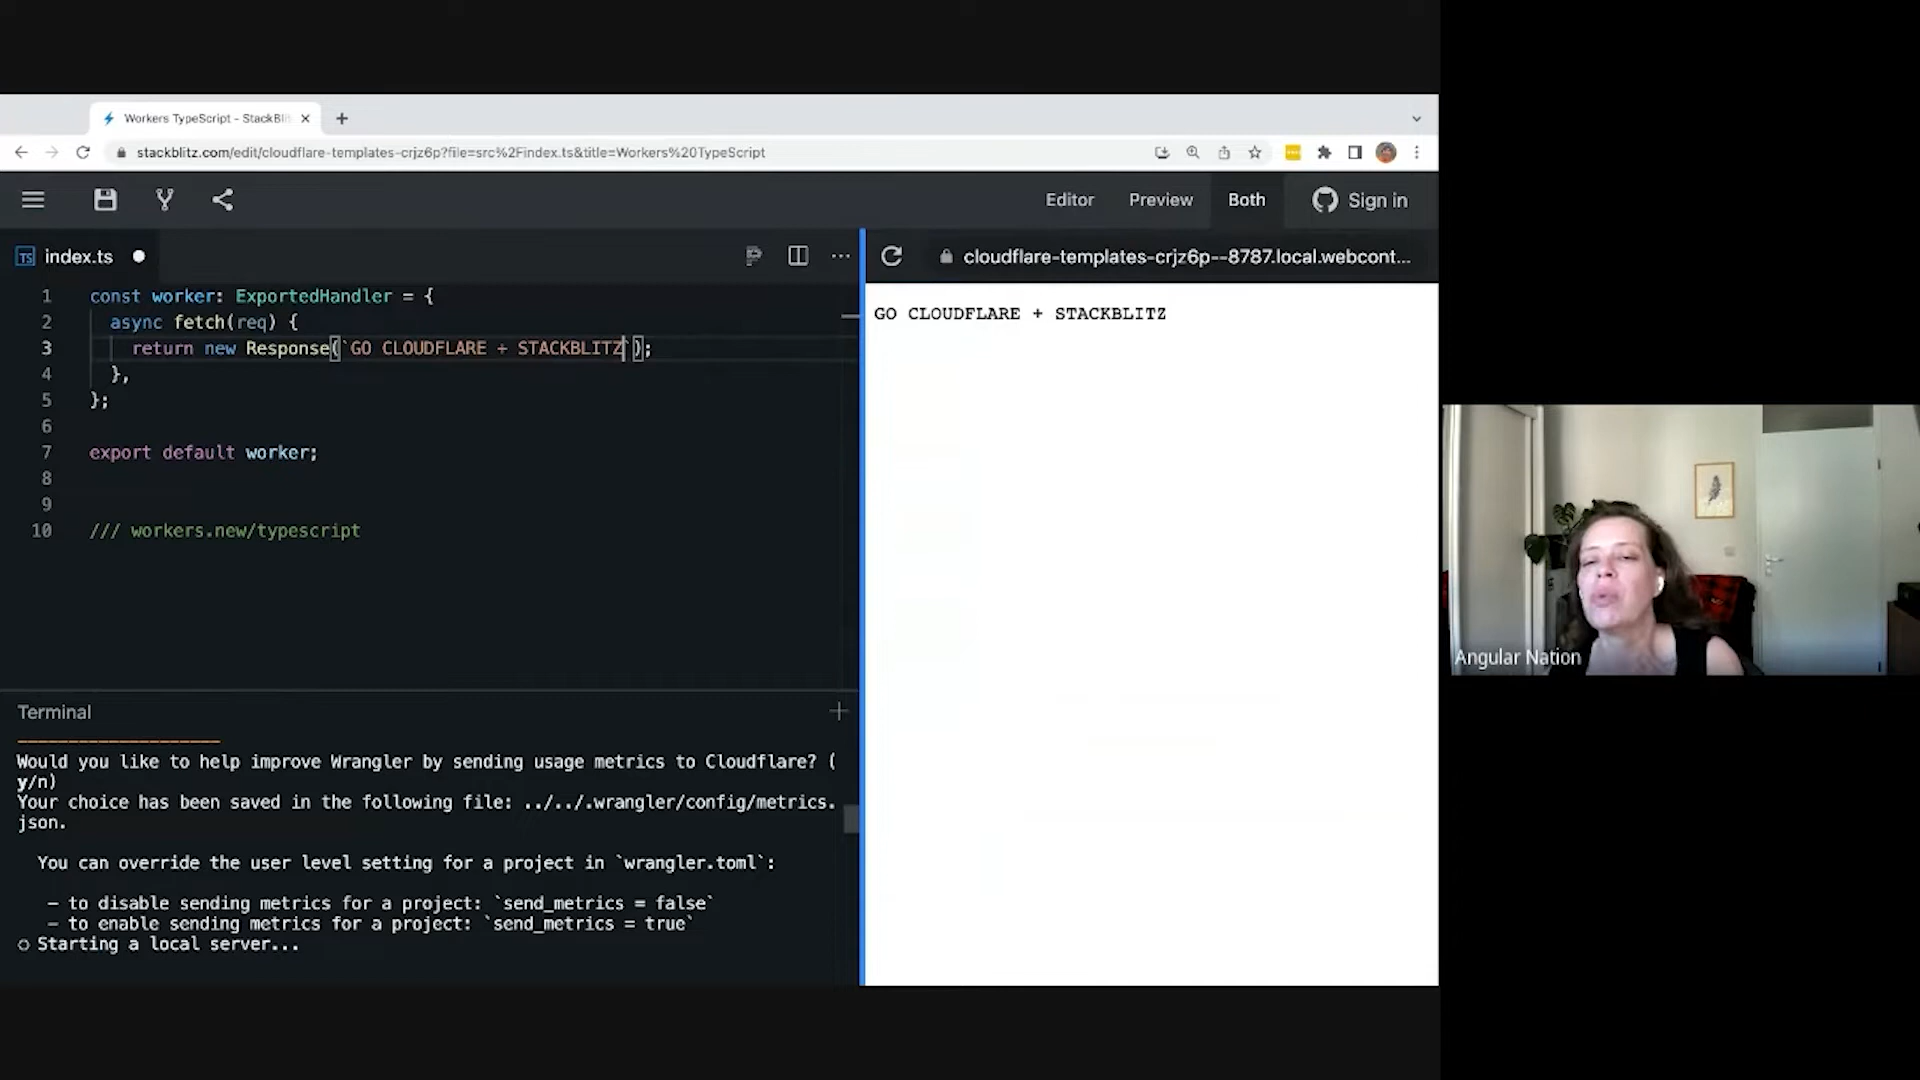 Workers TypeScript - StackBli
stackblitz.com/edit/cloudflare-templates-crjz6p?file=src%2Findex.ts&title=Workers%20TypeScript
Editor Preview Both Sign in
TS index.ts
cloudflare-templates-crjz6p--8787.local.webcont...
1 const worker: ExportedHandler = {
2 async fetch(req) {
3 return new Response(`GO CLOUDFLARE + STACKBLITZ`);
4 },
5 };
6
7 export default worker;
8
9
10 /// workers.new/typescript
GO CLOUDFLARE + STACKBLITZ
Terminal
Would you like to help improve Wrangler by sending usage metrics to Cloudflare? (
y/n)
Your choice has been saved in the following file: ../../.wrangler/config/metrics.
json.
You can override the user level setting for a project in `wrangler.toml`:
– to disable sending metrics for a project: `send_metrics = false`
– to enable sending metrics for a project: `send_metrics = true`
Starting a local server...
Angular Nation